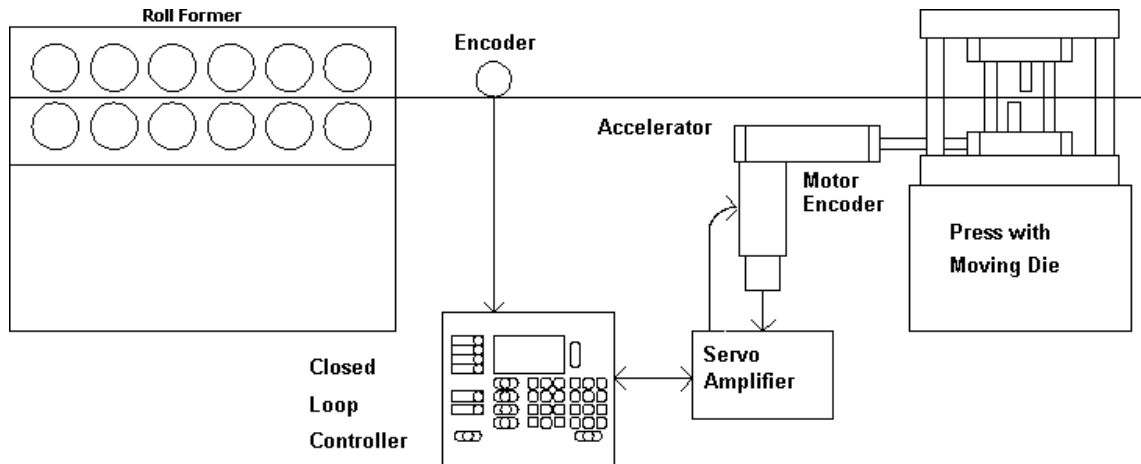 Roll Former
Encoder
Accelerator
Motor
Encoder
Press with
Moving Die
Closed
Loop
Controller
Servo
Amplifier